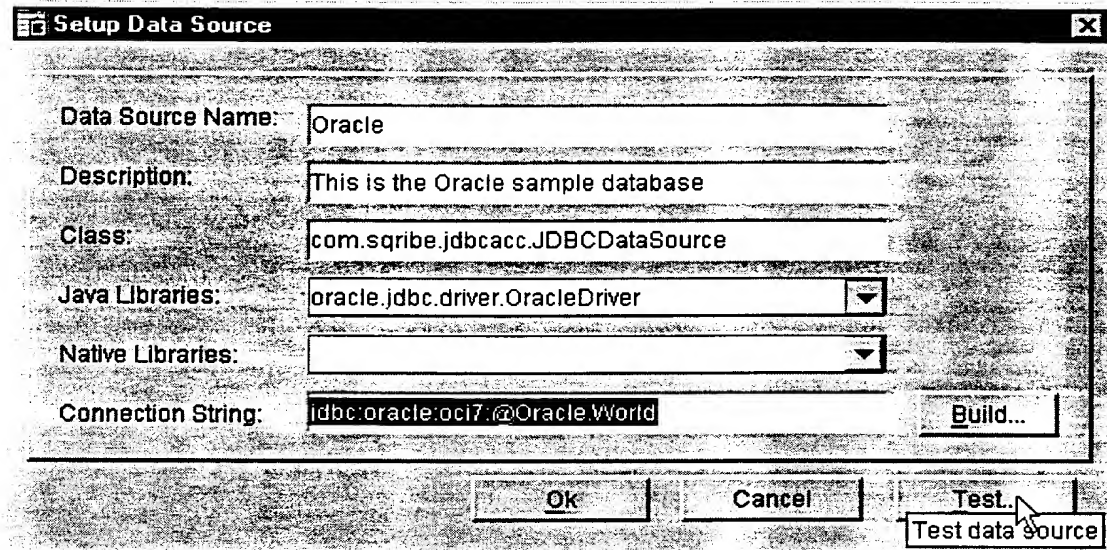 Setup Data Source
Data Source Name: Oracle
Description: This is the Oracle sample database
Class: com.sqribe.jdbcacc.JDBCDataSource
Java Libraries: oracle.jdbc.driver.OracleDriver
Native Libraries:
Connection String: jdbc:oracle:oci7:@Oracle.World Build...
Ok Cancel Test...
Test data source